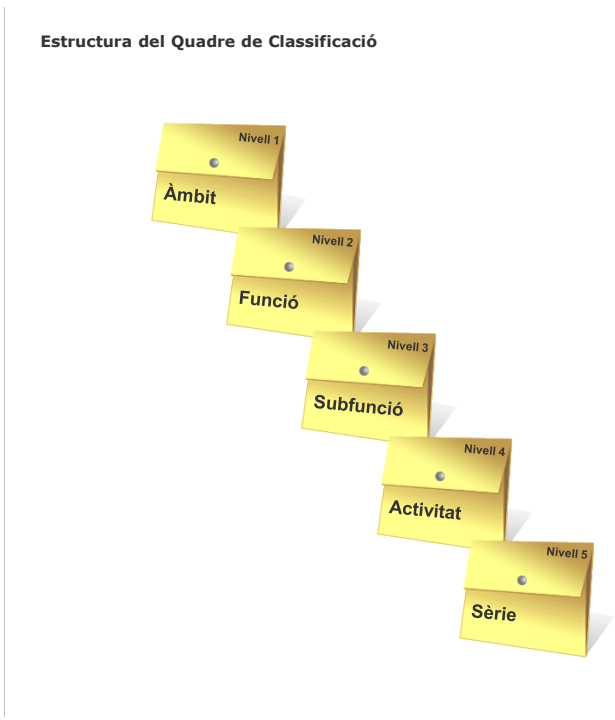 Estructura del Quadre de Classificació
Nivell 1
Àmbit
Nivell 2
Funció
Nivell 3
Subfunció
Nivell 4
Activitat
Nivell 5
Sèrie